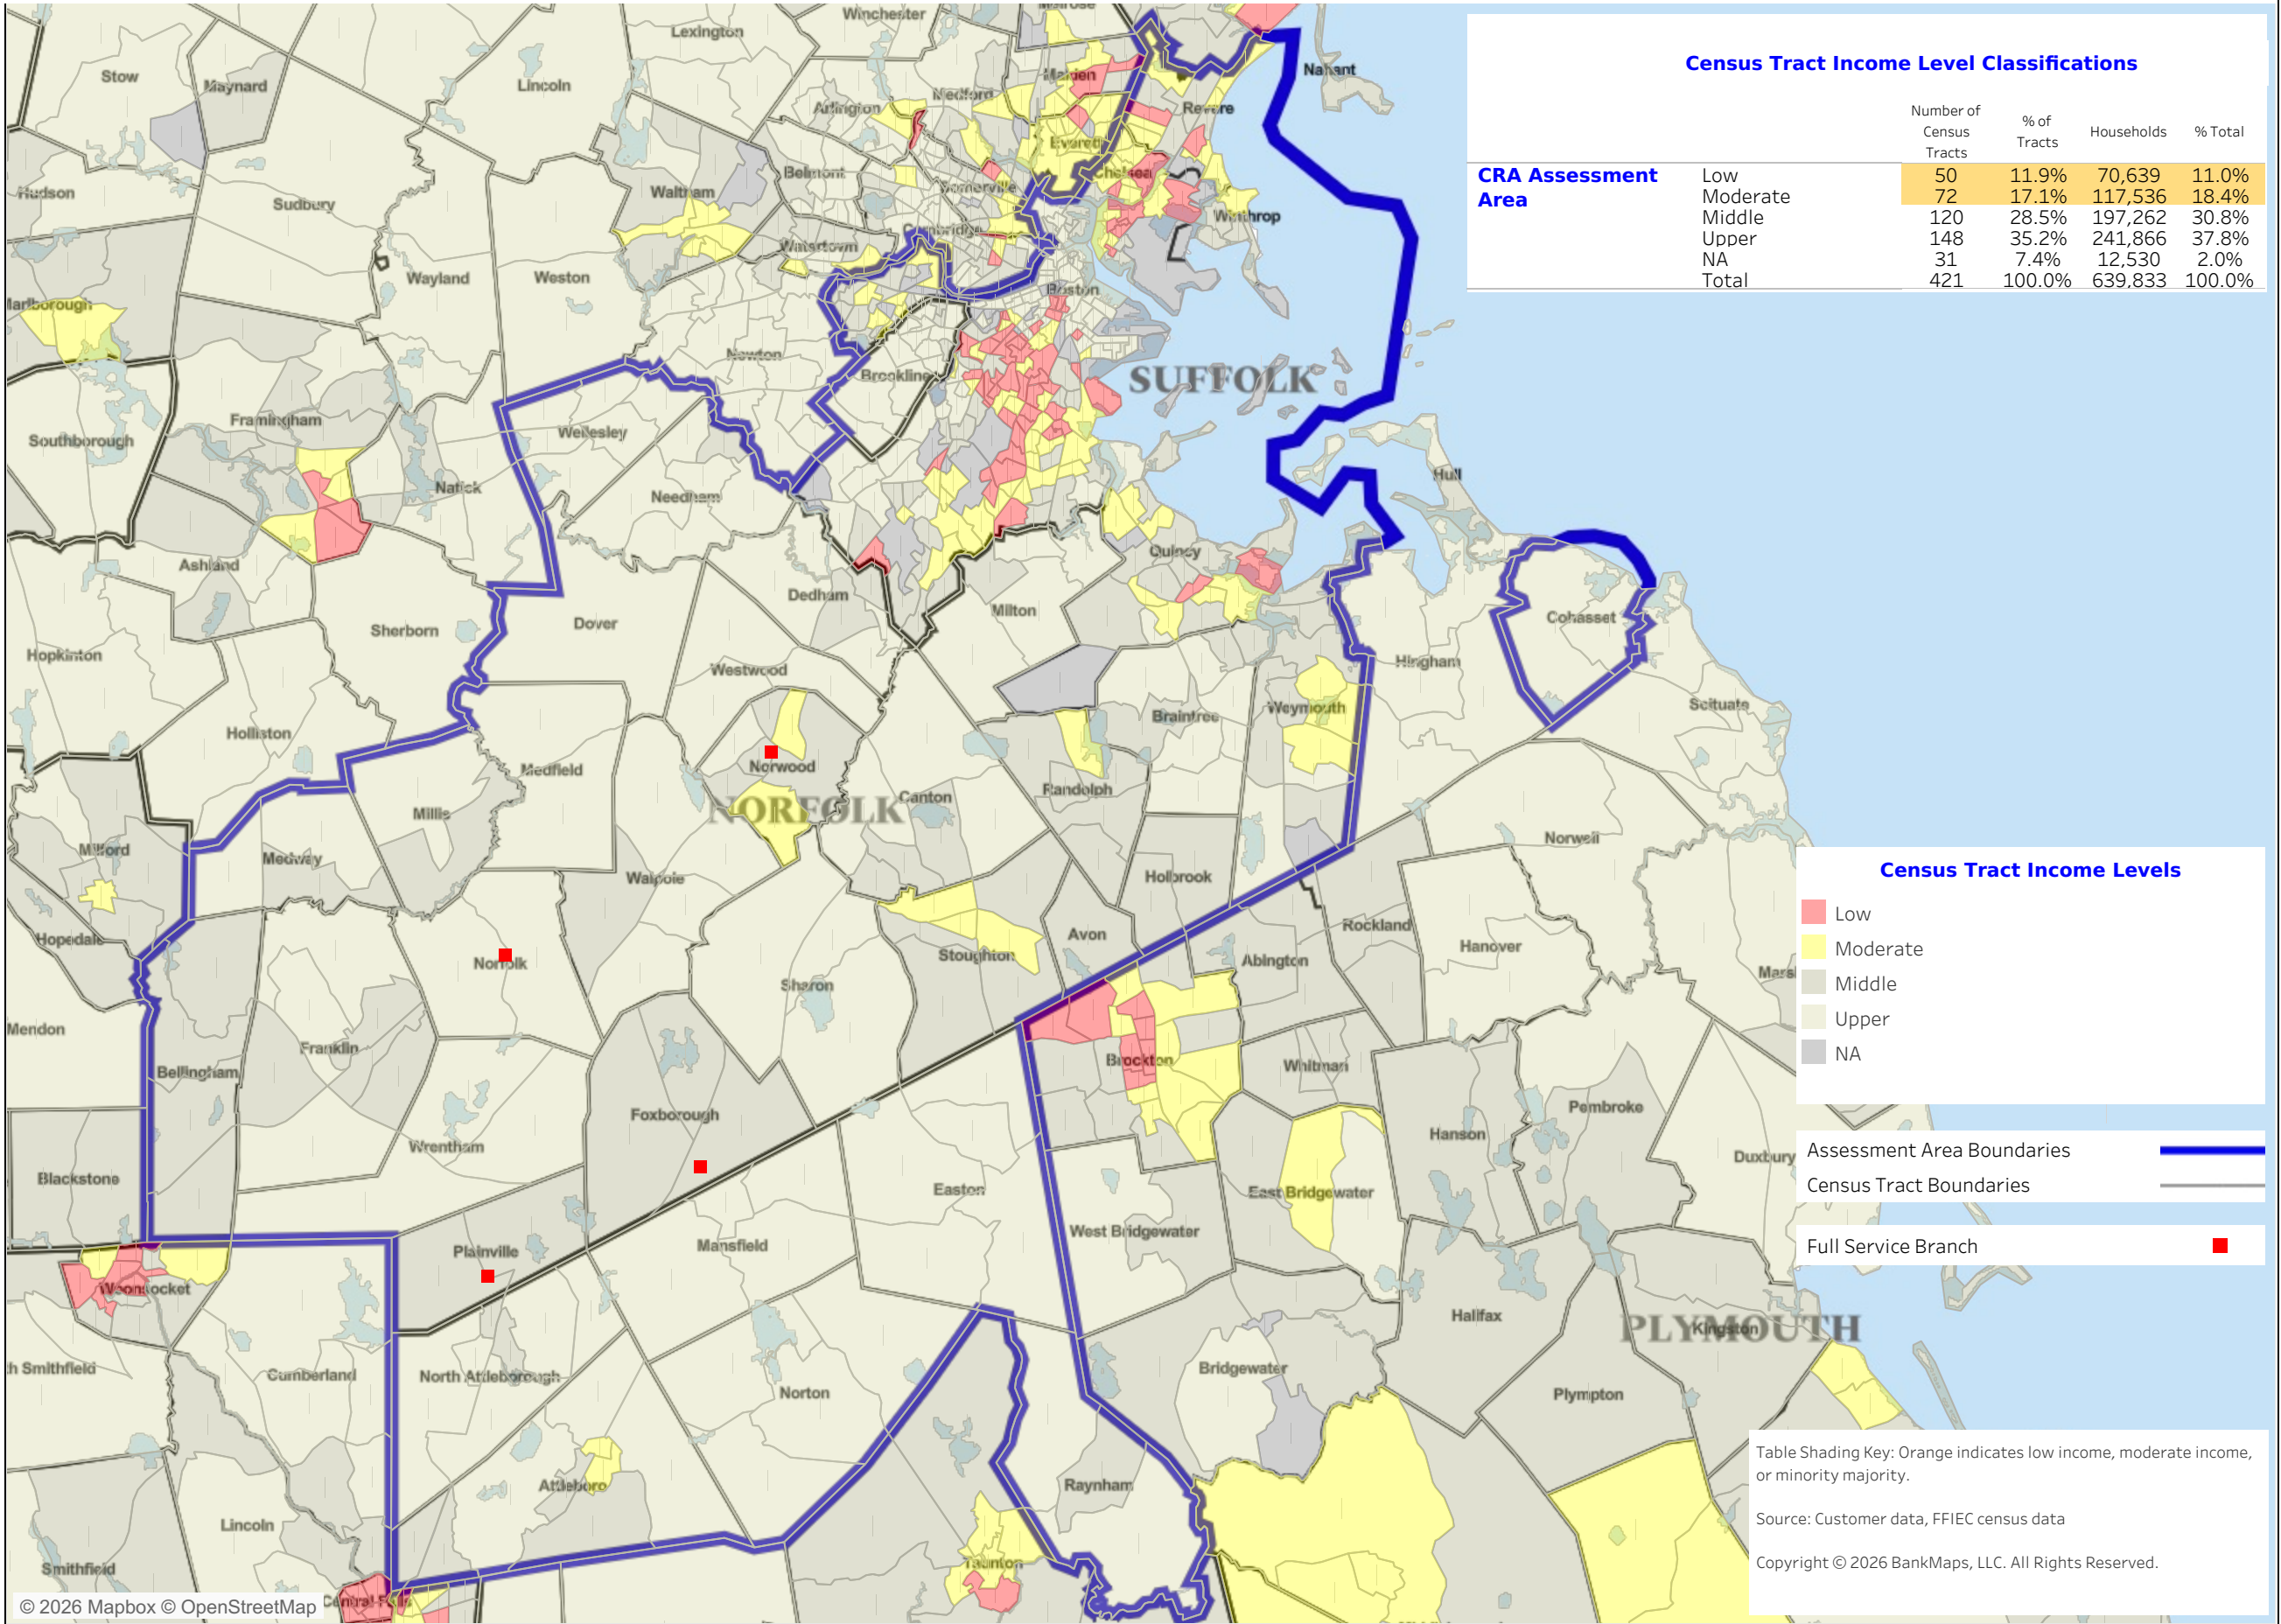 Census Tract Income Level Classifications
Number of Census Tracts
% of Tracts
Households
% Total
CRA Assessment Area
Low 50 11.9% 70,639 11.0%
Moderate 72 17.1% 117,536 18.4%
Middle 120 28.5% 197,262 30.8%
Upper 148 35.2% 241,866 37.8%
NA 31 7.4% 12,530 2.0%
Total 421 100.0% 639,833 100.0%
Winchester
Lexington
Stow
Maynard
Lincoln
Malden
Nahant
Arlington
Medford
Revere
Everett
Belmont
Chelsea
Hudson
Waltham
Somerville
Sudbury
Winthrop
Cambridge
Watertown
Wayland
Weston
Boston
Marlborough
Newton
Brookline
SUFFOLK
Framingham
Southborough
Wellesley
Hull
Natick
Needham
Quincy
Ashland
Dedham
Milton
Cohasset
Sherborn
Dover
Hopkinton
Westwood
Hingham
Scituate
Weymouth
Braintree
Holliston
Norwood
Medfield
Randolph
Canton
NORFOLK
Millis
Norwell
Milford
Medway
Walpole
Holbrook
Hopedale
Rockland
Avon
Hanover
Stoughton
Abington
Norfolk
Sharon
Mendon
Franklin
Brockton
Whitman
Bellingham
Foxborough
Pembroke
Hanson
Wrentham
Duxbury
Blackstone
Easton
East Bridgewater
West Bridgewater
Mansfield
Plainville
Woonsocket
Halifax
PLYMOUTH
Kingston
Cumberland
North Attleborough
Bridgewater
Norton
Plympton
Attleboro
Raynham
Lincoln
Smithfield
Taunton
Central Falls
Census Tract Income Levels
Low
Moderate
Middle
Upper
NA
Assessment Area Boundaries
Census Tract Boundaries
Full Service Branch
Table Shading Key: Orange indicates low income, moderate income,
or minority majority.
Source: Customer data, FFIEC census data
Copyright © 2026 BankMaps, LLC. All Rights Reserved.
© 2026 Mapbox © OpenStreetMap